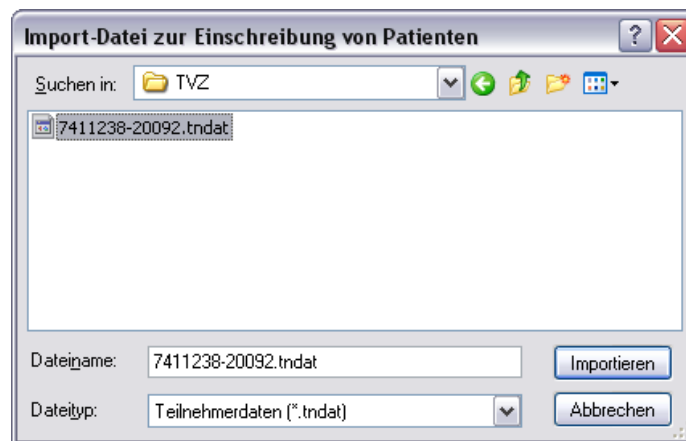 Import-Datei zur Einschreibung von Patienten
Suchen in: TVZ
7411238-20092.tndat
Dateiname: 7411238-20092.tndat Importieren
Dateityp: Teilnehmerdaten (*.tndat) Abbrechen